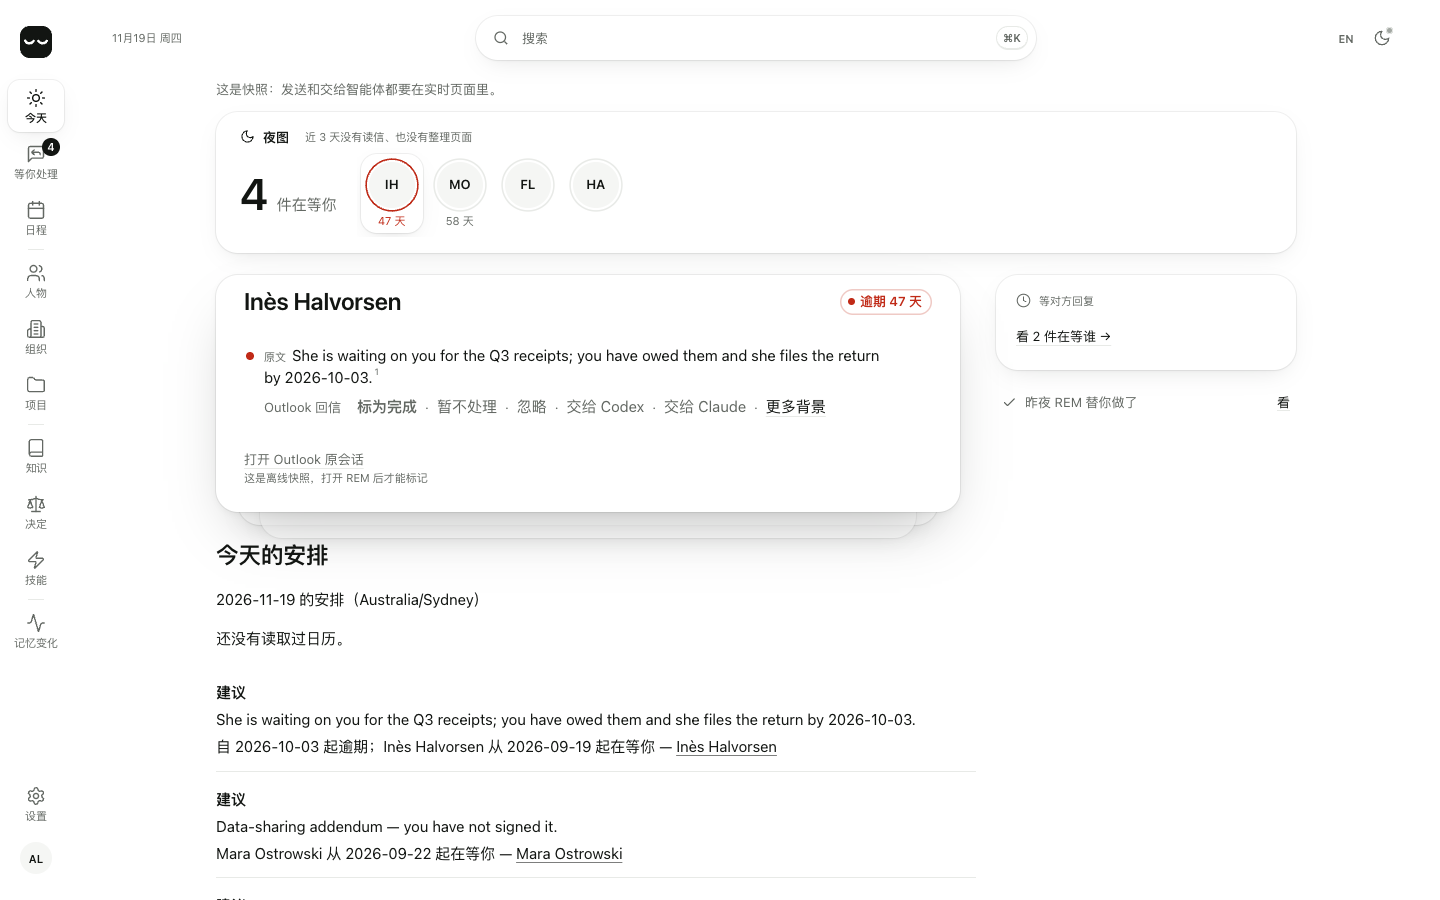 11月19日 周四
搜索
⌘K
EN
今天
4
等你处理
日程
人物
组织
项目
知识
决定
技能
记忆变化
设置
AL
这是快照：发送和交给智能体都要在实时页面里。
夜图 近 3 天没有读信、也没有整理页面
4 件在等你
IH
47 天
MO
58 天
FL
HA
Inès Halvorsen
逾期 47 天
原文 She is waiting on you for the Q3 receipts; you have owed them and she files the return
by 2026-10-03. 1
Outlook 回信 标为完成 · 暂不处理 · 忽略 · 交给 Codex · 交给 Claude · 更多背景
打开 Outlook 原会话
这是离线快照，打开 REM 后才能标记
等对方回复
看 2 件在等谁 →
昨夜 REM 替你做了 看
今天的安排
2026-11-19 的安排（Australia/Sydney）
还没有读取过日历。
建议
She is waiting on you for the Q3 receipts; you have owed them and she files the return by 2026-10-03.
自 2026-10-03 起逾期；Inès Halvorsen 从 2026-09-19 起在等你 — Inès Halvorsen
建议
Data-sharing addendum — you have not signed it.
Mara Ostrowski 从 2026-09-22 起在等你 — Mara Ostrowski